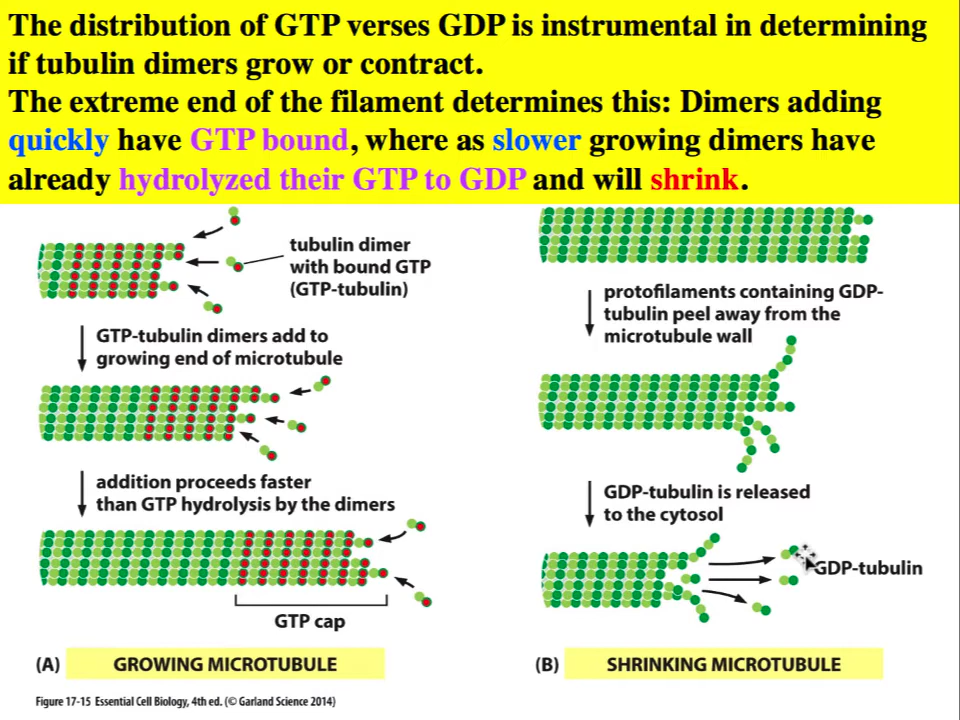 The distribution of GTP verses GDP is instrumental in determining
if tubulin dimers grow or contract.
The extreme end of the filament determines this: Dimers adding
quickly have GTP bound, where as slower growing dimers have
already hydrolyzed their GTP to GDP and will shrink.
tubulin dimer
with bound GTP
(GTP-tubulin)
GTP-tubulin dimers add to
growing end of microtubule
addition proceeds faster
than GTP hydrolysis by the dimers
GTP cap
(A) GROWING MICROTUBULE
protofilaments containing GDP-
tubulin peel away from the
microtubule wall
GDP-tubulin is released
to the cytosol
GDP-tubulin
(B) SHRINKING MICROTUBULE
Figure 17-15 Essential Cell Biology, 4th ed. (© Garland Science 2014)